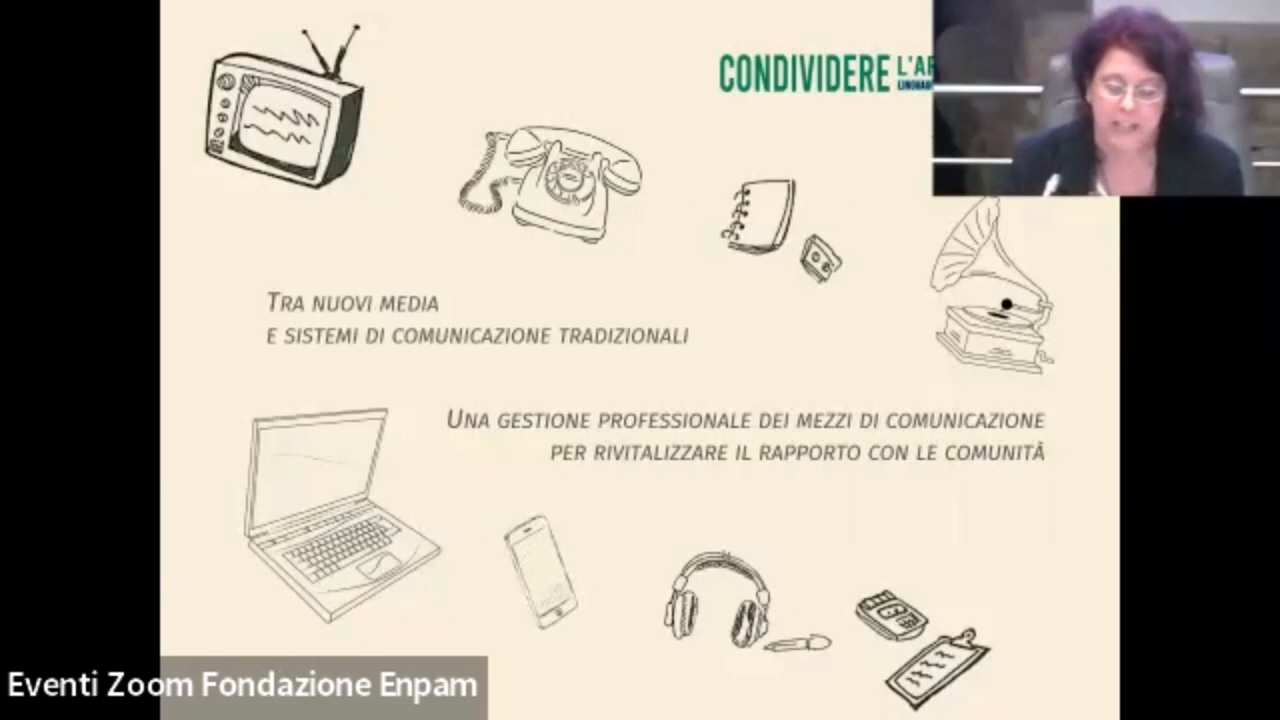 CONDIVIDERE
TRA NUOVI MEDIA
E SISTEMI DI COMUNICAZIONE TRADIZIONALI
UNA GESTIONE PROFESSIONALE DEI MEZZI DI COMUNICAZIONE
PER RIVITALIZZARE IL RAPPORTO CON LE COMUNITÀ
Eventi Zoom Fondazione Enpam